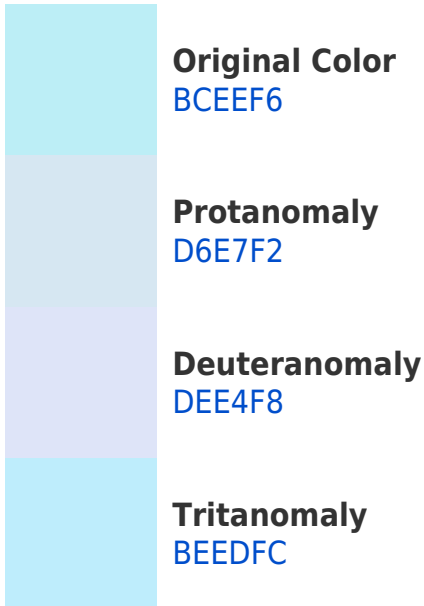 Original Color
BCEEF6
Protanomaly
D6E7F2
Deuteranomaly
DEE4F8
Tritanomaly
BEEDFC